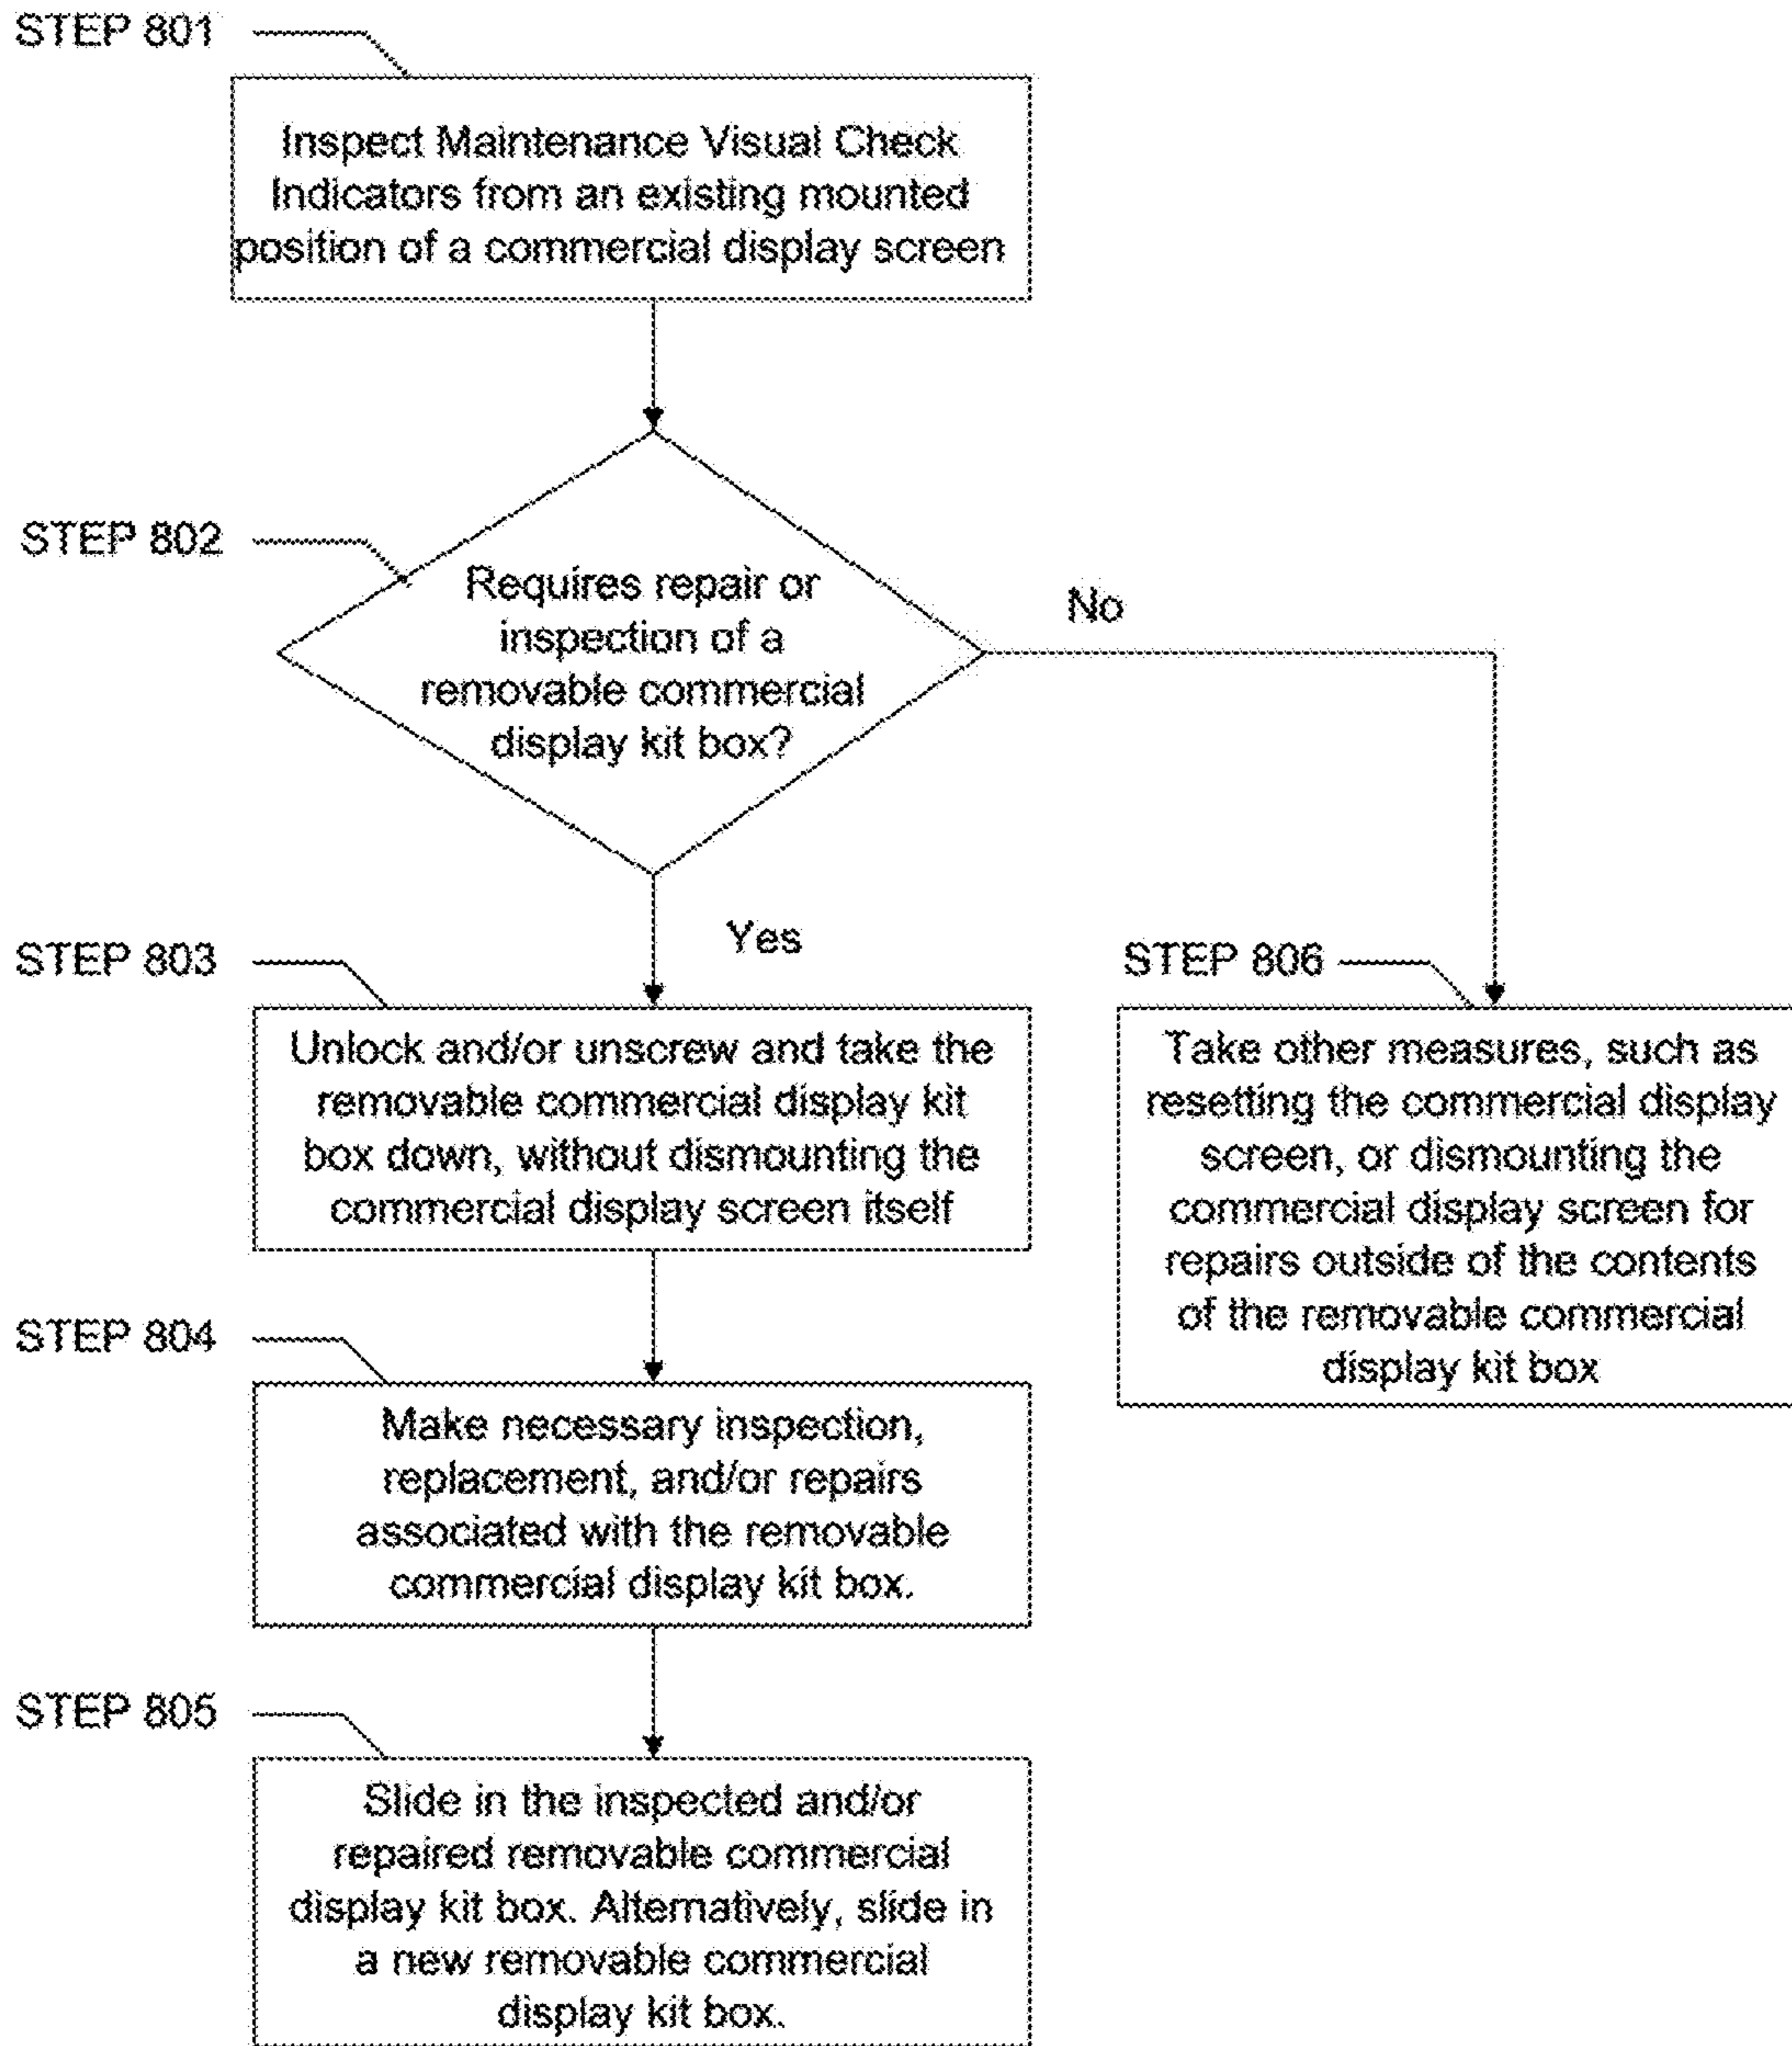 STEP 801
Inspect Maintenance Visual Check
Indicators from an existing mounted
position of a commercial display screen
STEP 802
Requires repair or
inspection of a
removable commercial
display kit box?
No
Yes
STEP 803
Unlock and/or unscrew and take the
removable commercial display kit
box down, without dismounting the
commercial display screen itself
STEP 806
Take other measures, such as
resetting the commercial display
screen, or dismounting the
commercial display screen for
repairs outside of the contents
of the removable commercial
display kit box
STEP 804
Make necessary inspection,
replacement, and/or repairs
associated with the removable
commercial display kit box.
STEP 805
Slide in the inspected and/or
repaired removable commercial
display kit box. Alternatively, slide in
a new removable commercial
display kit box.